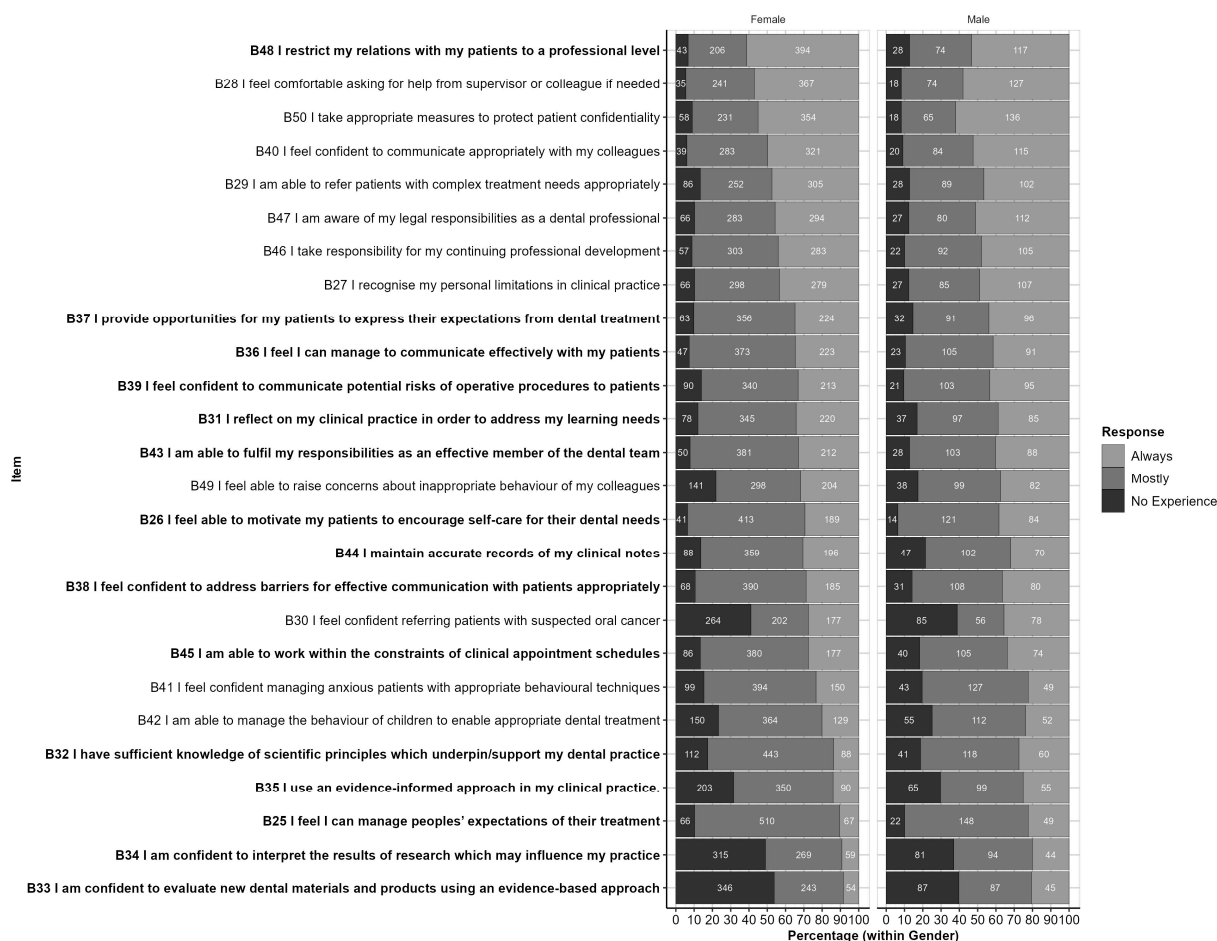 Female Male
B48 I restrict my relations with my patients to a professional level 43 206 394 28 74 117
B28 I feel comfortable asking for help from supervisor or colleague if needed 35 241 367 18 74 127
B50 I take appropriate measures to protect patient confidentiality 58 231 354 18 65 136
B40 I feel confident to communicate appropriately with my colleagues 39 283 321 20 84 115
B29 I am able to refer patients with complex treatment needs appropriately 86 252 305 28 89 102
B47 I am aware of my legal responsibilities as a dental professional 66 283 294 27 80 112
B46 I take responsibility for my continuing professional development 57 303 283 22 92 105
B27 I recognise my personal limitations in clinical practice 66 298 279 27 85 107
B37 I provide opportunities for my patients to express their expectations from dental treatment 63 356 224 32 91 96
B36 I feel I can manage to communicate effectively with my patients 47 373 223 23 105 91
B39 I feel confident to communicate potential risks of operative procedures to patients 90 340 213 21 103 95
B31 I reflect on my clinical practice in order to address my learning needs 78 345 220 37 97 85
B43 I am able to fulfil my responsibilities as an effective member of the dental team 50 381 212 28 103 88
B49 I feel able to raise concerns about inappropriate behaviour of my colleagues 141 298 204 38 99 82
B26 I feel able to motivate my patients to encourage self-care for their dental needs 41 413 189 14 121 84
B44 I maintain accurate records of my clinical notes 88 359 196 47 102 70
B38 I feel confident to address barriers for effective communication with patients appropriately 68 390 185 31 108 80
B30 I feel confident referring patients with suspected oral cancer 264 202 177 85 56 78
B45 I am able to work within the constraints of clinical appointment schedules 86 380 177 40 105 74
B41 I feel confident managing anxious patients with appropriate behavioural techniques 99 394 150 43 127 49
B42 I am able to manage the behaviour of children to enable appropriate dental treatment 150 364 129 55 112 52
B32 I have sufficient knowledge of scientific principles which underpin/support my dental practice 112 443 88 41 118 60
B35 I use an evidence-informed approach in my clinical practice. 203 350 90 65 99 55
B25 I feel I can manage peoples’ expectations of their treatment 66 510 67 22 148 49
B34 I am confident to interpret the results of research which may influence my practice 315 269 59 81 94 44
B33 I am confident to evaluate new dental materials and products using an evidence-based approach 346 243 54 87 87 45
0 10 20 30 40 50 60 70 80 90100 0 10 20 30 40 50 60 70 80 90100
Percentage (within Gender)
Item
Response
Always
Mostly
No Experience